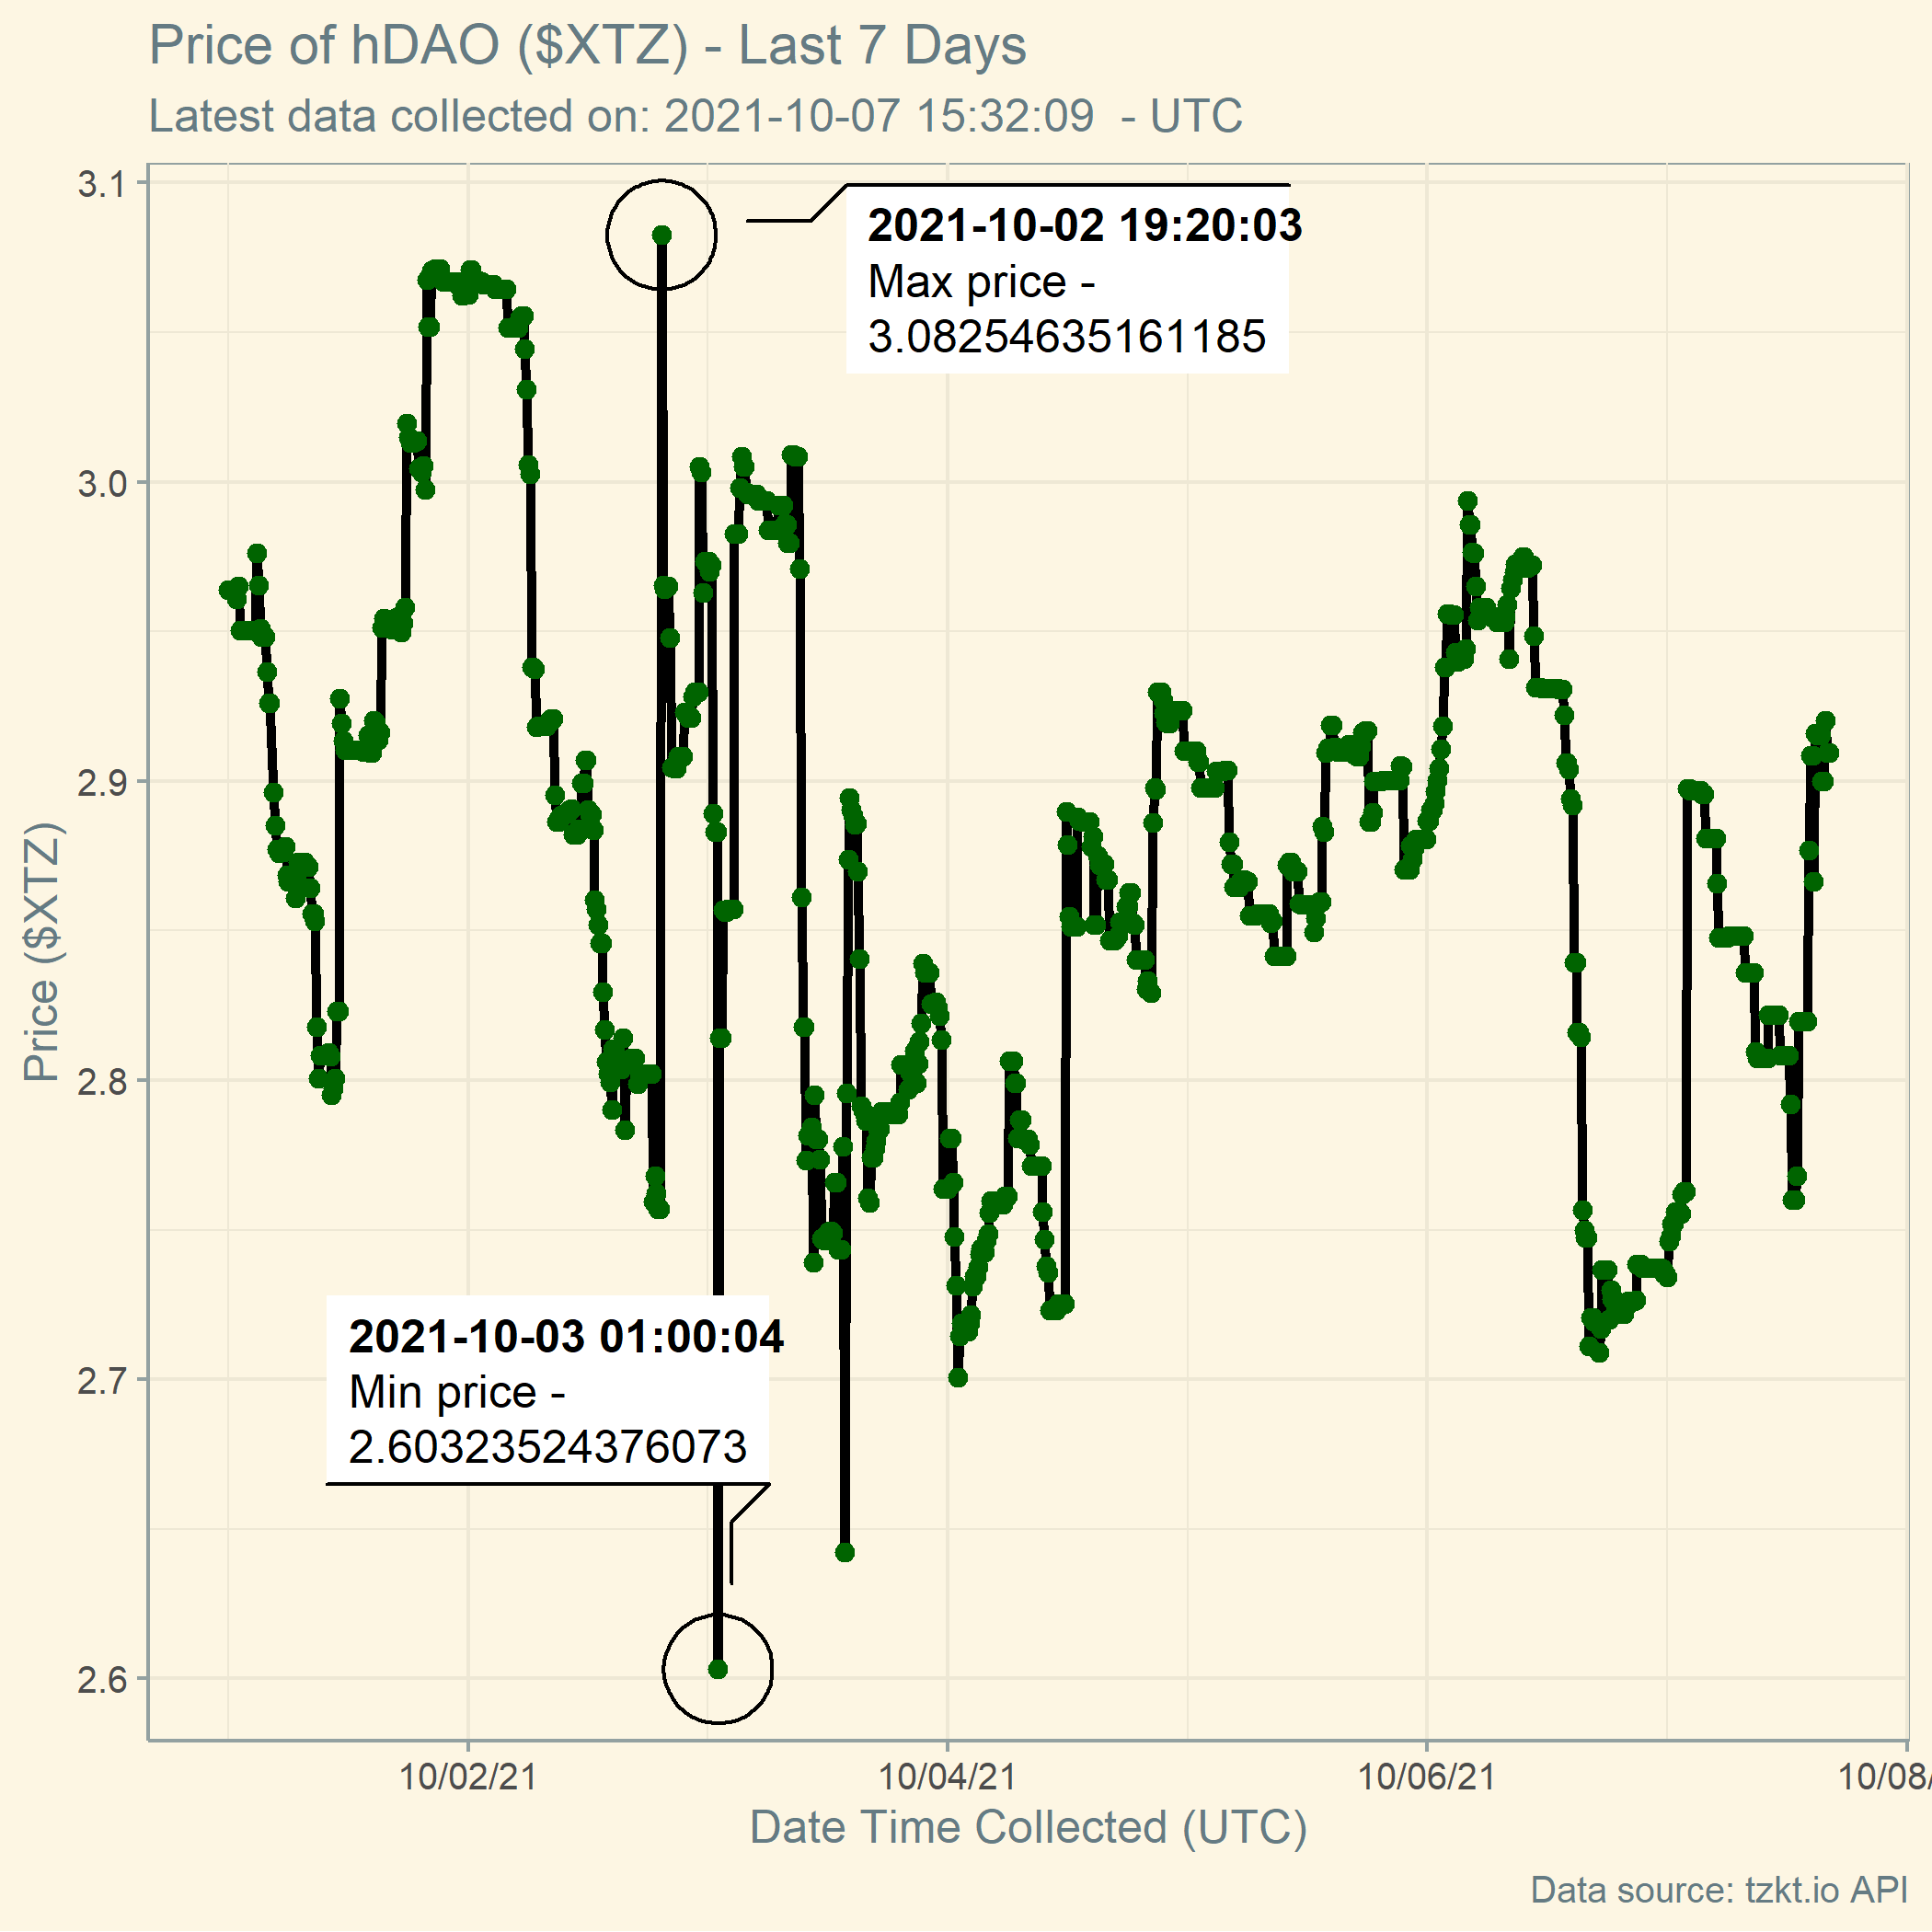 Price of hDAO ($XTZ) - Last 7 Days
Latest data collected on: 2021-10-07 15:32:09  - UTC
3.1
3.0
2.9
2.8
2.7
2.6
Price ($XTZ)
2021-10-02 19:20:03
Max price -
3.08254635161185
2021-10-03 01:00:04
Min price -
2.60323524376073
10/02/21
10/04/21
10/06/21
10/08/
Date Time Collected (UTC)
Data source: tzkt.io API